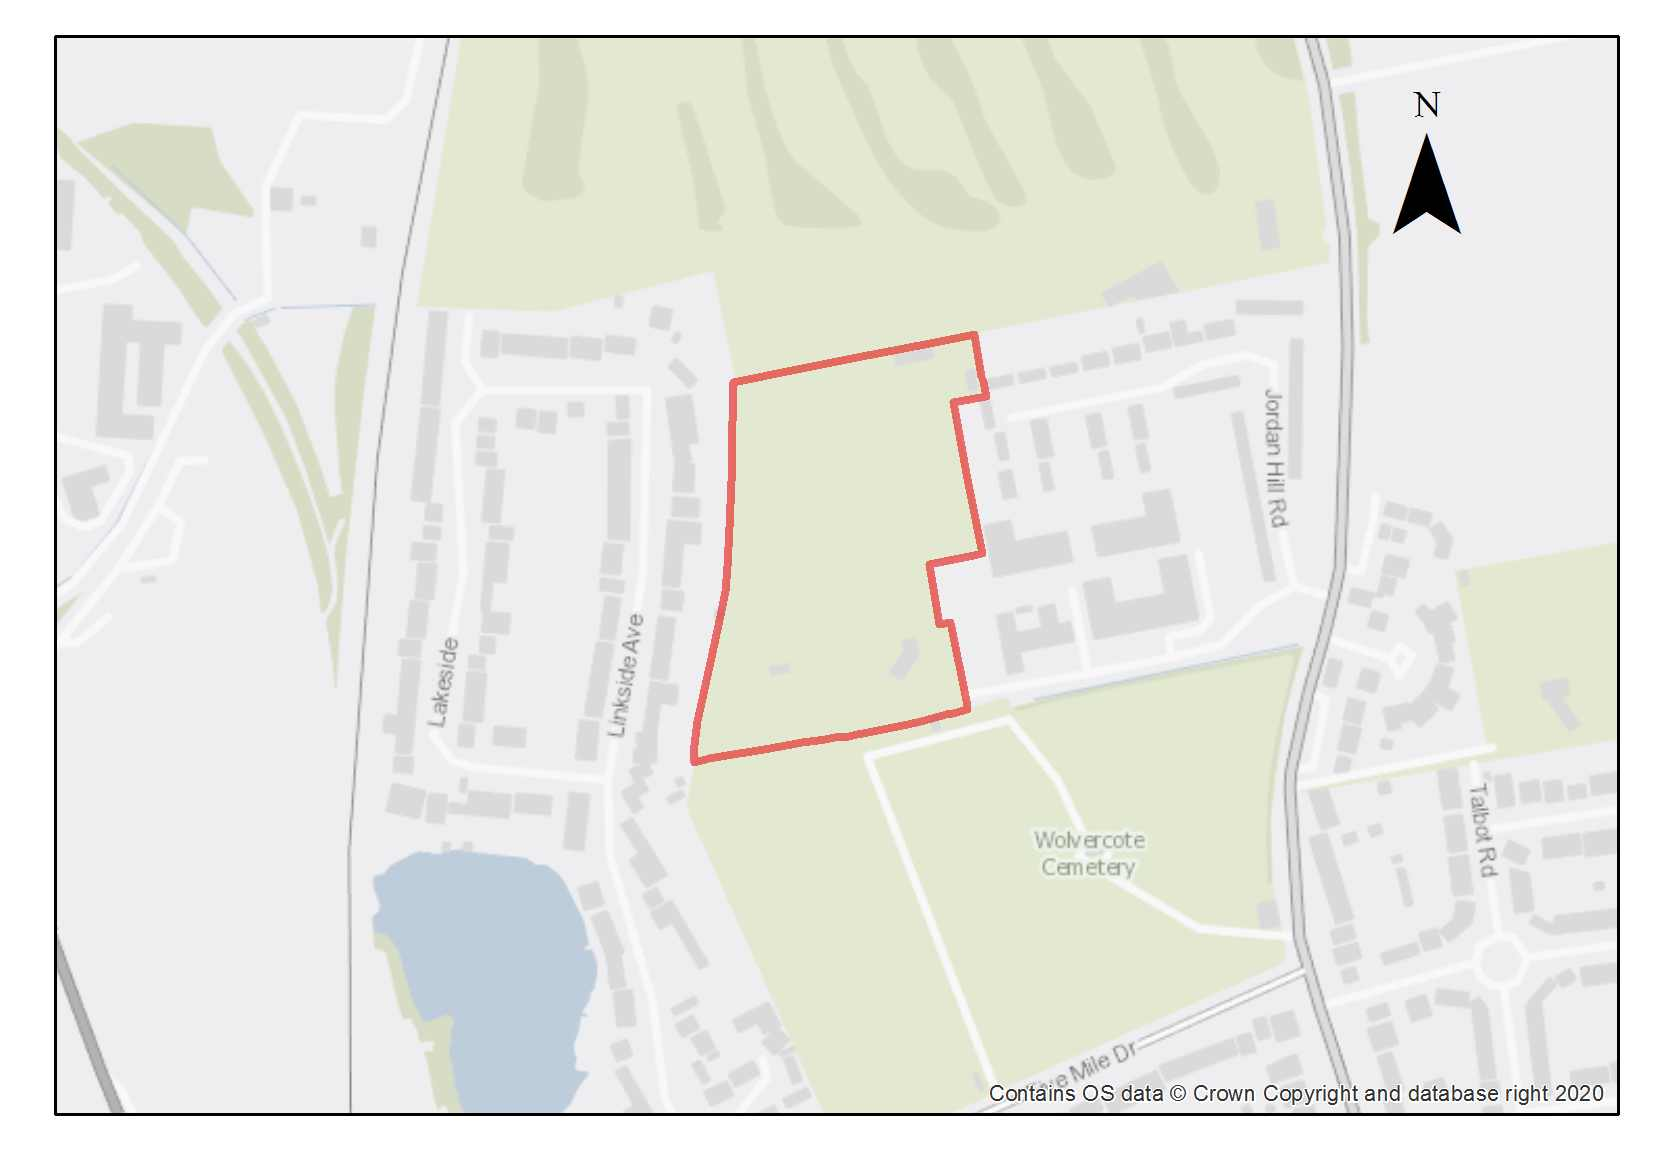 N
Jordan Hill Rd
Lakeside
Linkside Ave
Talbot Rd
Wolvercote
Cemetery
Mile Dr
Contains OS data © Crown Copyright and database right 2020